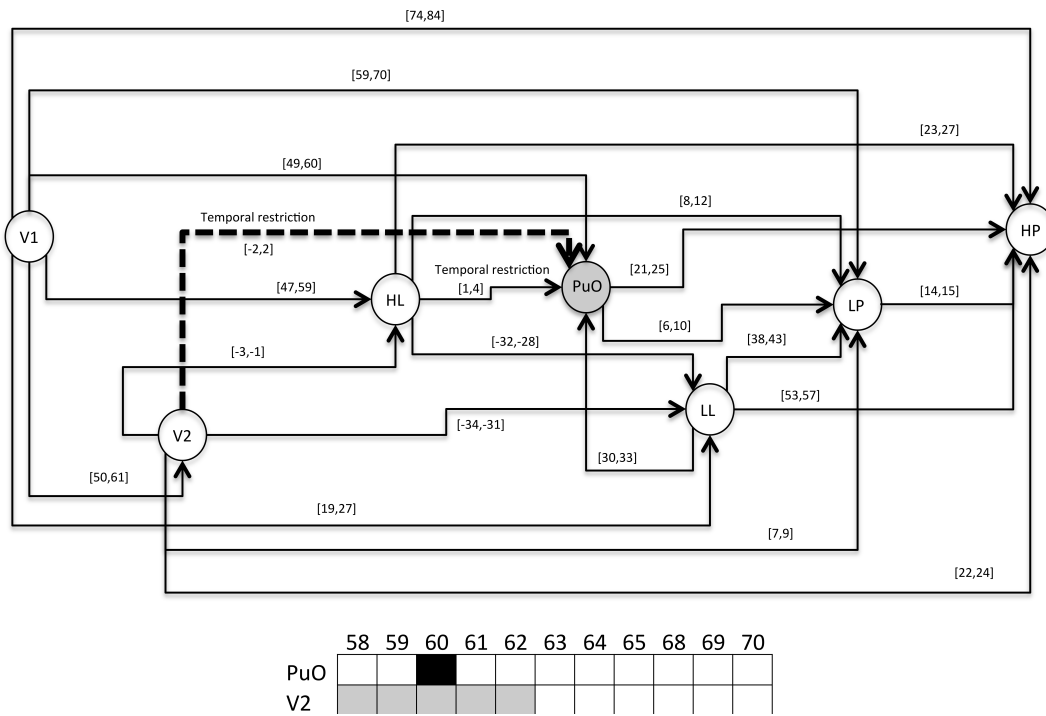 [74,84]
[59,70]
[23,27]
[49,60]
[8,12]
Temporal restriction
[-2,2]
V1
HP
Temporal restriction
[1,4]
[21,25]
[47,59]
HL
PuO
LP
[14,15]
[6,10]
[38,43]
[-32,-28]
[-3,-1]
[53,57]
LL
[-34,-31]
V2
[30,33]
[50,61]
[19,27]
[7,9]
[22,24]
58 59 60 61 62 63 64 65 68 69 70
PuO
V2